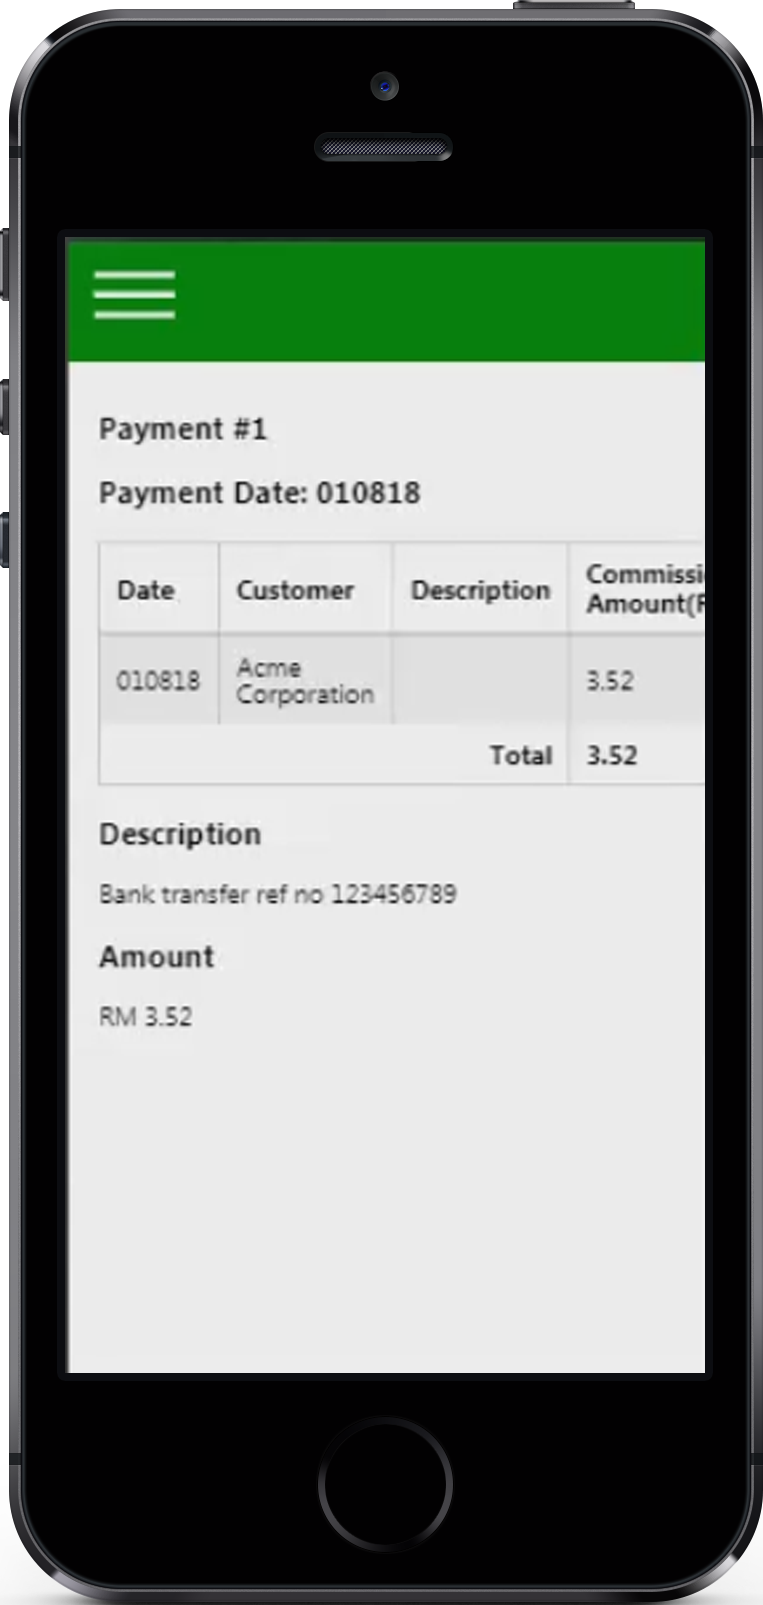 Payment #1
Payment Date: 010818
Date Customer Description Commissi
Amount(F
010818 Acme
Corporation 3.52
Total 3.52
Description
Bank transfer ref no 123456789
Amount
RM 3.52